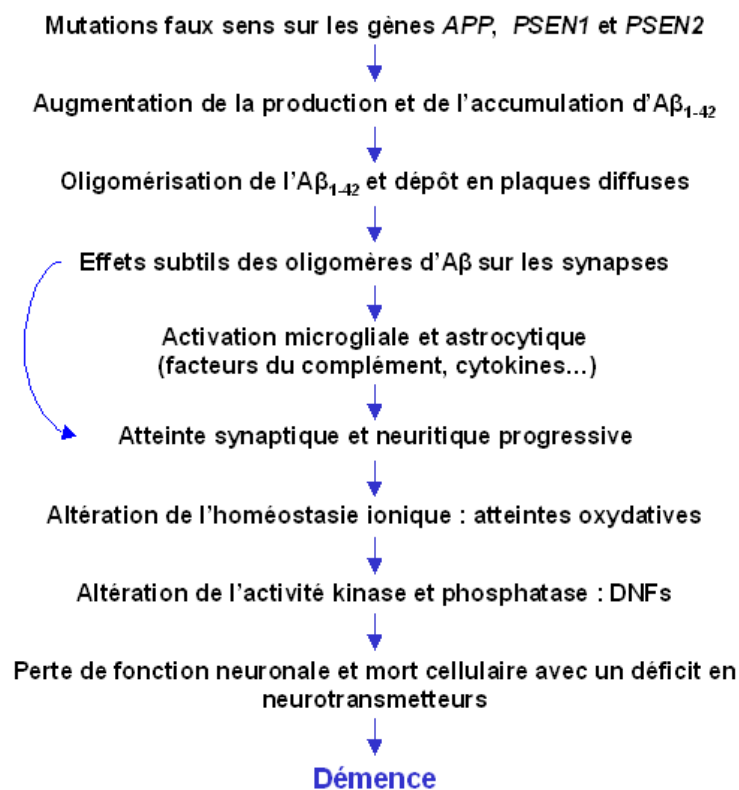 Mutations faux sens sur les gènes APP, PSEN1 et PSEN2
Augmentation de la production et de l'accumulation d'Aβ1-42
Oligomérisation de l'Aβ1-42 et dépôt en plaques diffuses
Effets subtils des oligomères d'Aβ sur les synapses
Activation microgliale et astrocytique
(facteurs du complément, cytokines...)
Atteinte synaptique et neuritique progressive
Altération de l'homéostasie ionique : atteintes oxydatives
Altération de l'activité kinase et phosphatase : DNFs
Perte de fonction neuronale et mort cellulaire avec un déficit en
neurotransmetteurs
Démence